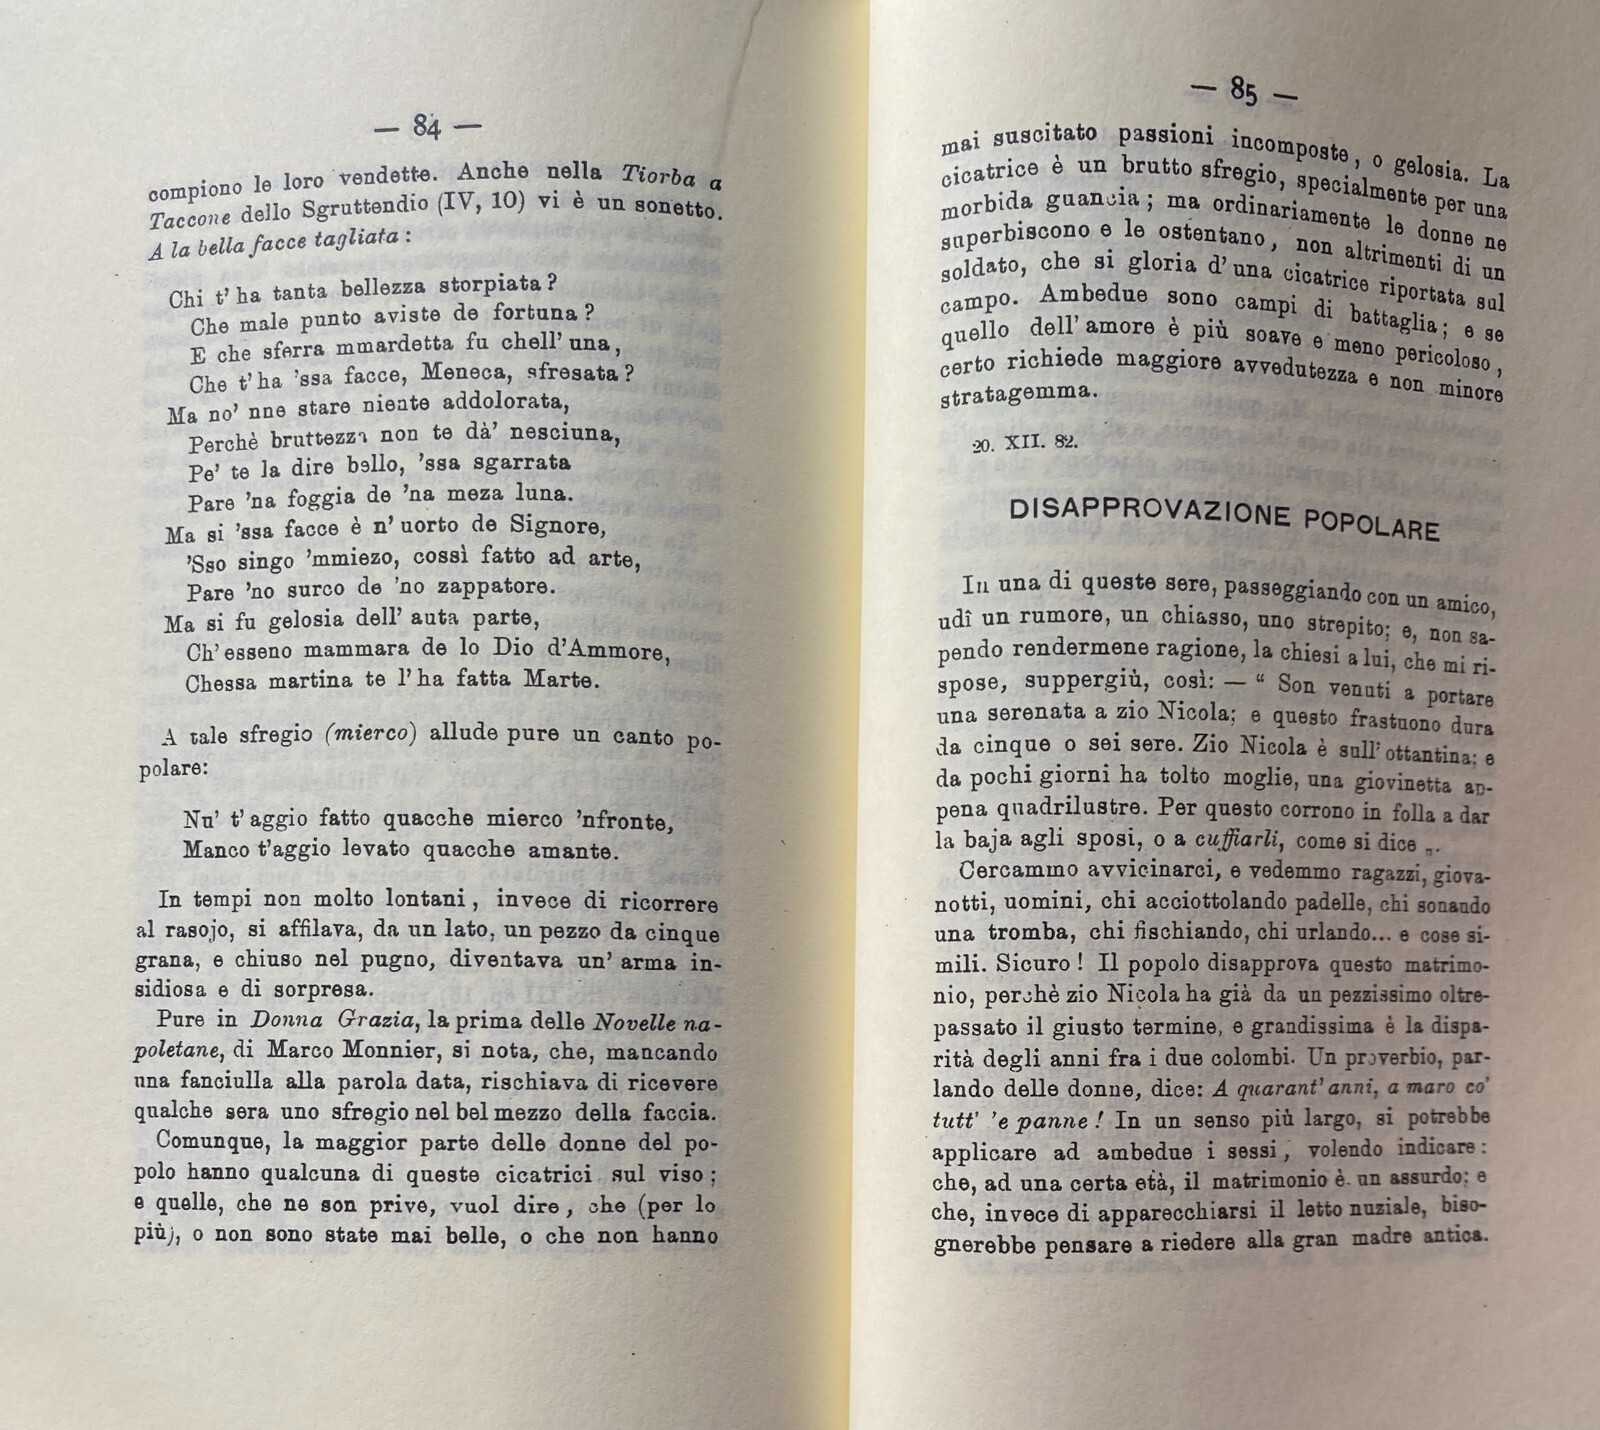 — 84 —
compiono le loro vendette. Anche nella Tiorba a
Taccone dello Sgruttendio (IV, 10) vi è un sonetto.
A la bella facce tagliata :
Chi t' ha tanta bellezza storpiata ?
Che male punto aviste de fortuna ?
E che sferra mmardetta fu chell' una,
Che t' ha 'ssa facce, Meneca, sfresata ?
Ma no' nne stare niente addolorata,
Perchè bruttezza non te dà' nesciuna,
Pe' te la dire bello, 'ssa sgarrata
Pare 'na foggia de 'na meza luna.
Ma si 'ssa facce è n' uorto de Signore,
'Sso singo 'mmiezo, cossì fatto ad arte,
Pare 'no surco de 'no zappatore.
Ma si fu gelosia dell' auta parte,
Ch' esseno mammara de lo Dio d'Ammore,
Chessa martina te l' ha fatta Marte.
A tale sfregio (mierco) allude pure un canto po-
polare:
Nu' t' aggio fatto quacche mierco 'nfronte,
Manco t'aggio levato quacche amante.
In tempi non molto lontani , invece di ricorrere
al rasojo, si affilava, da un lato, un pezzo da cinque
grana, e chiuso nel pugno, diventava un' arma in-
sidiosa e di sorpresa.
Pure in Donna Grazia, la prima delle Novelle na-
poletane, di Marco Monnier, si nota, che, mancando
una fanciulla alla parola data, rischiava di ricevere
qualche sera uno sfregio nel bel mezzo della faccia.
Comunque, la maggior parte delle donne del po-
polo hanno qualcuna di queste cicatrici sul viso ;
e quelle, che ne son prive, vuol dire , che (per lo
più), o non sono state mai belle, o che non hanno
— 85 —
mai suscitato passioni incomposte , o gelosia. La
cicatrice è un brutto sfregio, specialmente per una
morbida guancia ; ma ordinariamente le donne ne
superbiscono e le ostentano , non altrimenti di un
soldato, che si gloria d' una cicatrice riportata sul
campo. Ambedue sono campi di battaglia ; e se
quello dell' amore è più soave e meno pericoloso ,
certo richiede maggiore avvedutezza e non minore
stratagemma.
20. XII. 82.
DISAPPROVAZIONE POPOLARE
In una di queste sere, passeggiando con un amico,
udî un rumore, un chiasso, uno strepito; e, non sa-
pendo rendermene ragione, la chiesi a lui, che mi ri-
spose, suppergiù, così: — “ Son venuti a portare
una serenata a zio Nicola; e questo frastuono dura
da cinque o sei sere. Zio Nicola è sull' ottantina; e
da pochi giorni ha tolto moglie, una giovinetta ap-
pena quadrilustre. Per questo corrono in folla a dar
la baja agli sposi, o a cuffiarli, come si dice „.
Cercammo avvicinarci, e vedemmo ragazzi, giova-
notti, uomini, chi acciottolando padelle, chi sonando
una tromba, chi fischiando, chi urlando... e cose si-
mili. Sicuro ! Il popolo disapprova questo matrimo-
nio, perchè zio Nicola ha già da un pezzissimo oltre-
passato il giusto termine, e grandissima è la dispa-
rità degli anni fra i due colombi. Un proverbio, par-
lando delle donne, dice: A quarant' anni, a maro co'
tutt' 'e panne ! In un senso più largo, si potrebbe
applicare ad ambedue i sessi , volendo indicare :
che, ad una certa età, il matrimonio è un assurdo; e
che, invece di apparecchiarsi il letto nuziale, biso-
gnerebbe pensare a riedere alla gran madre antica.